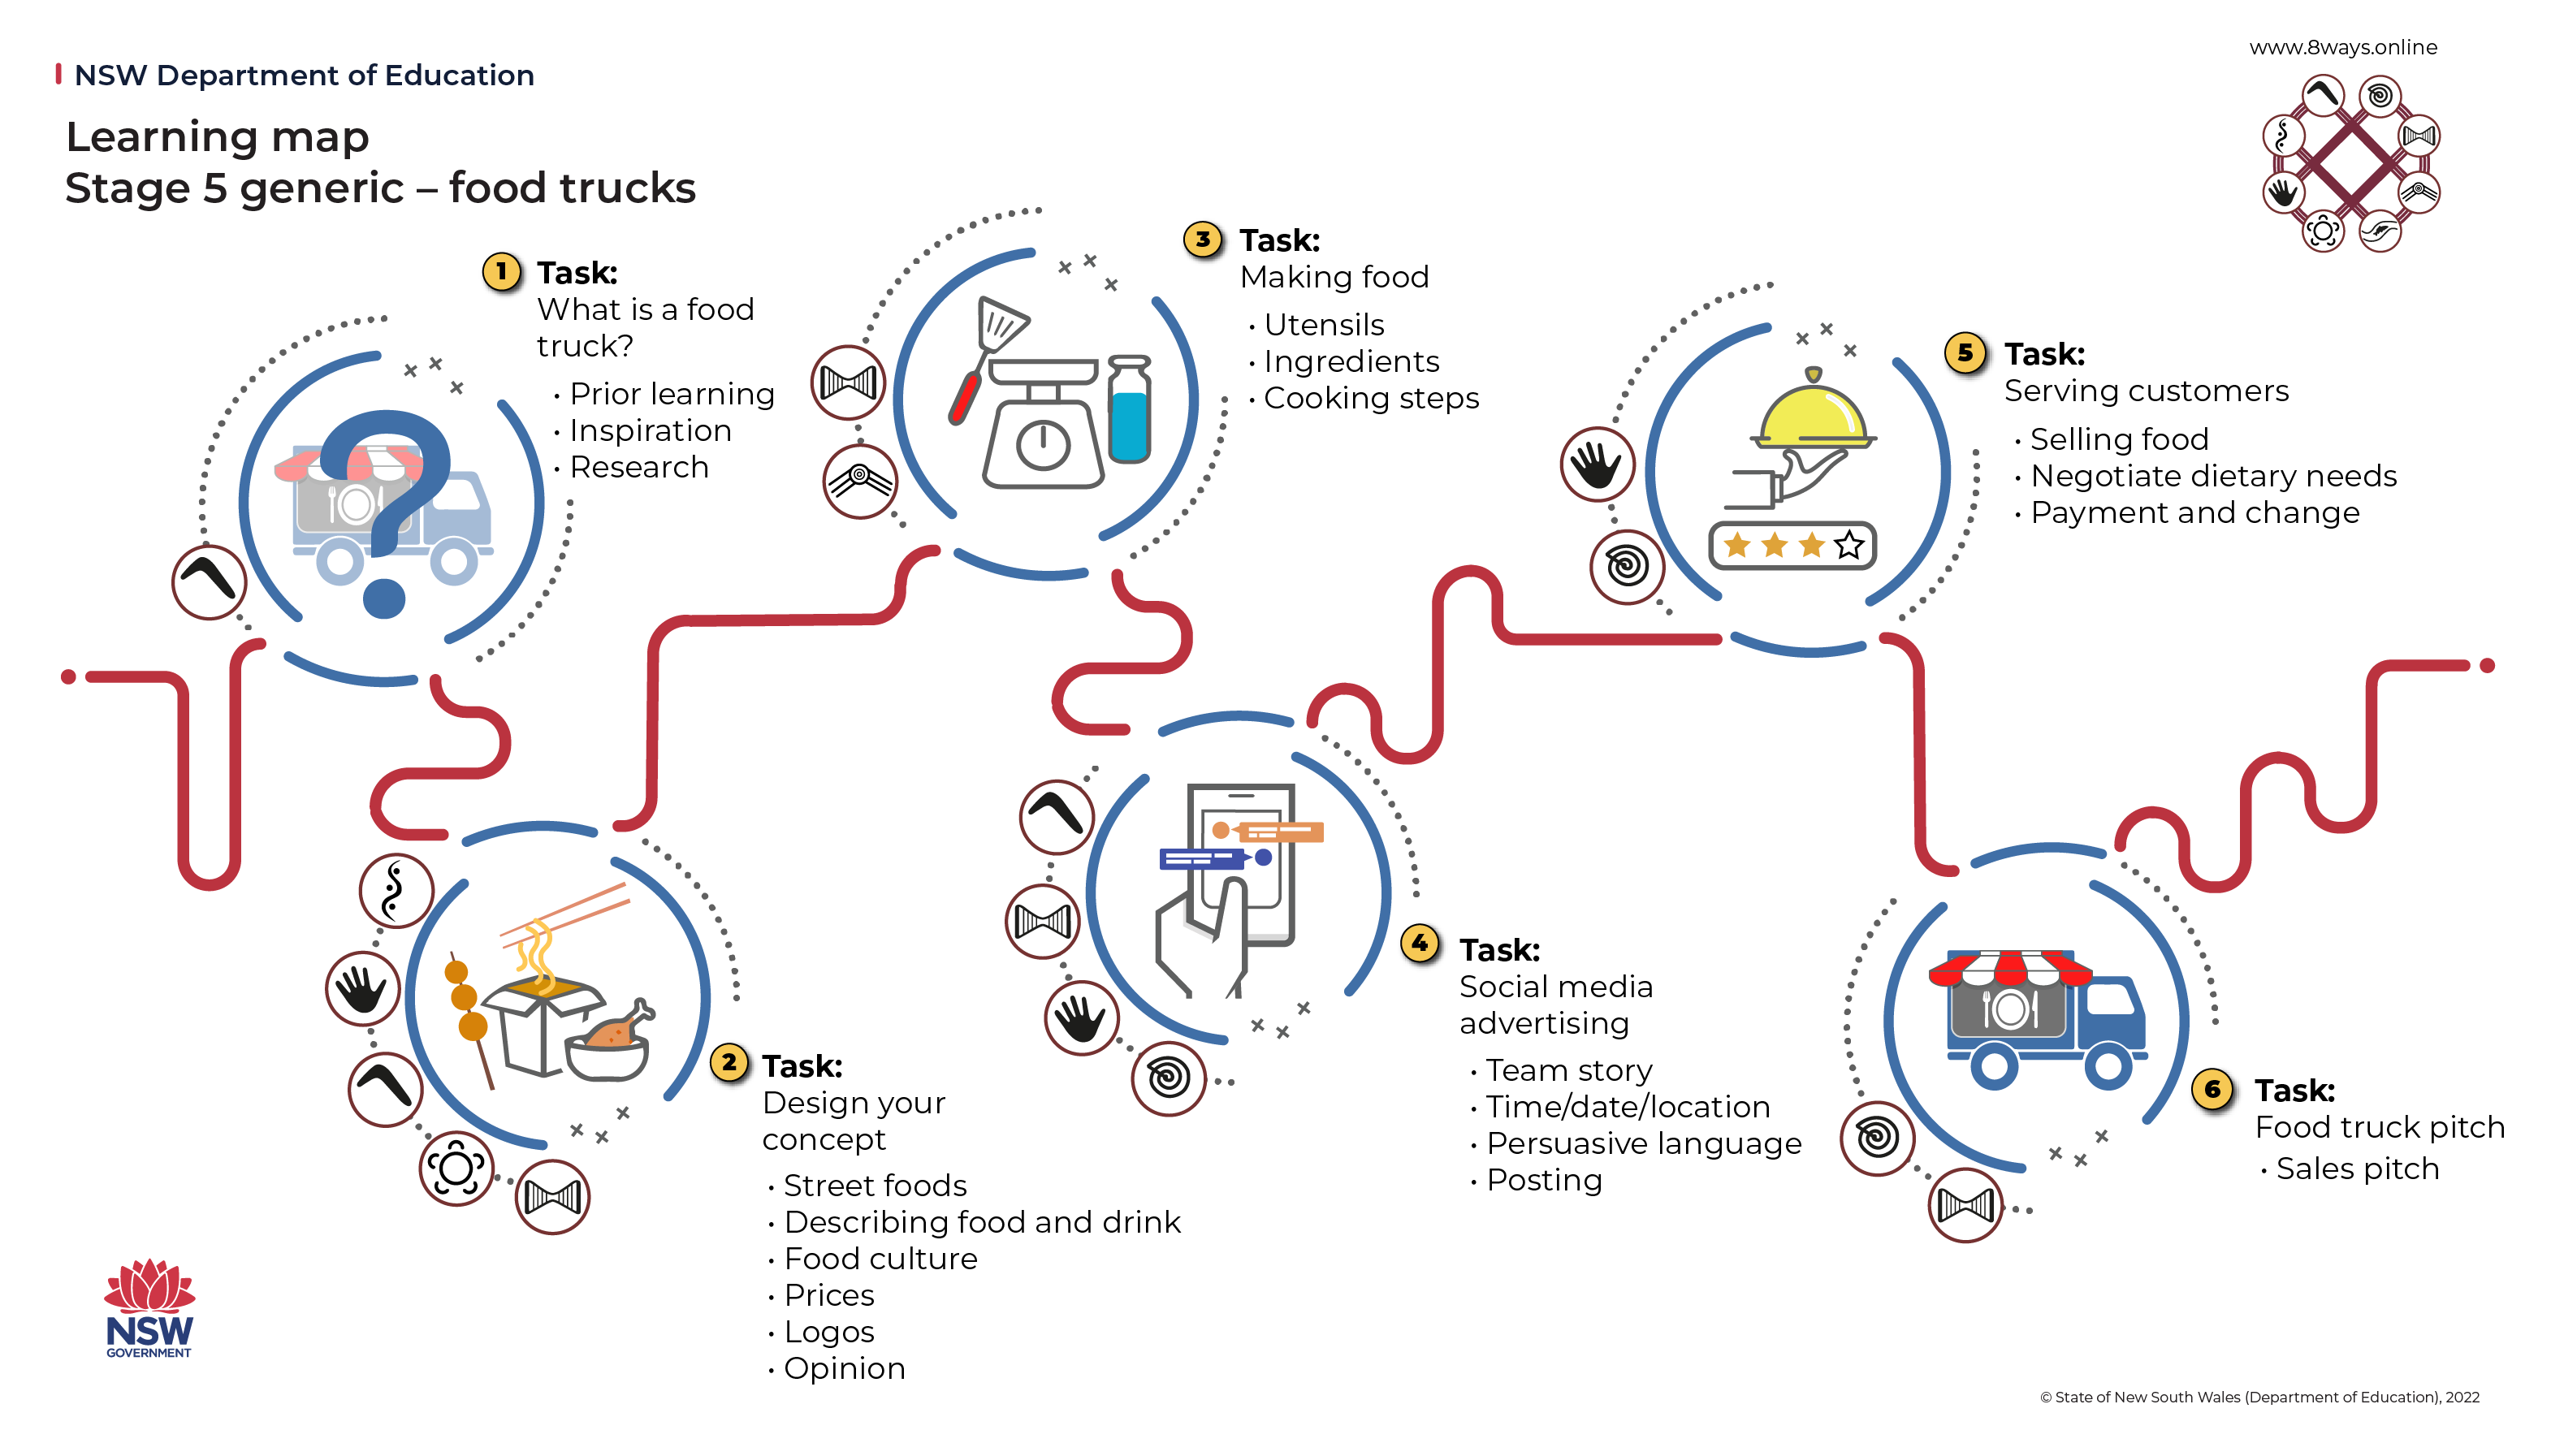 NSW Department of Education
Learning map
Stage 5 generic – food trucks
www.8ways.online
1
Task:
What is a food
truck?
• Prior learning
• Inspiration
• Research
2
Task:
Design your
concept
• Street foods
• Describing food and drink
• Food culture
• Prices
• Logos
• Opinion
3
Task:
Making food
• Utensils
• Ingredients
• Cooking steps
4
Task:
Social media
advertising
• Team story
• Time/date/location
• Persuasive language
• Posting
5
Task:
Serving customers
• Selling food
• Negotiate dietary needs
• Payment and change
6
Task:
Food truck pitch
• Sales pitch
NSW
GOVERNMENT
© State of New South Wales (Department of Education), 2022